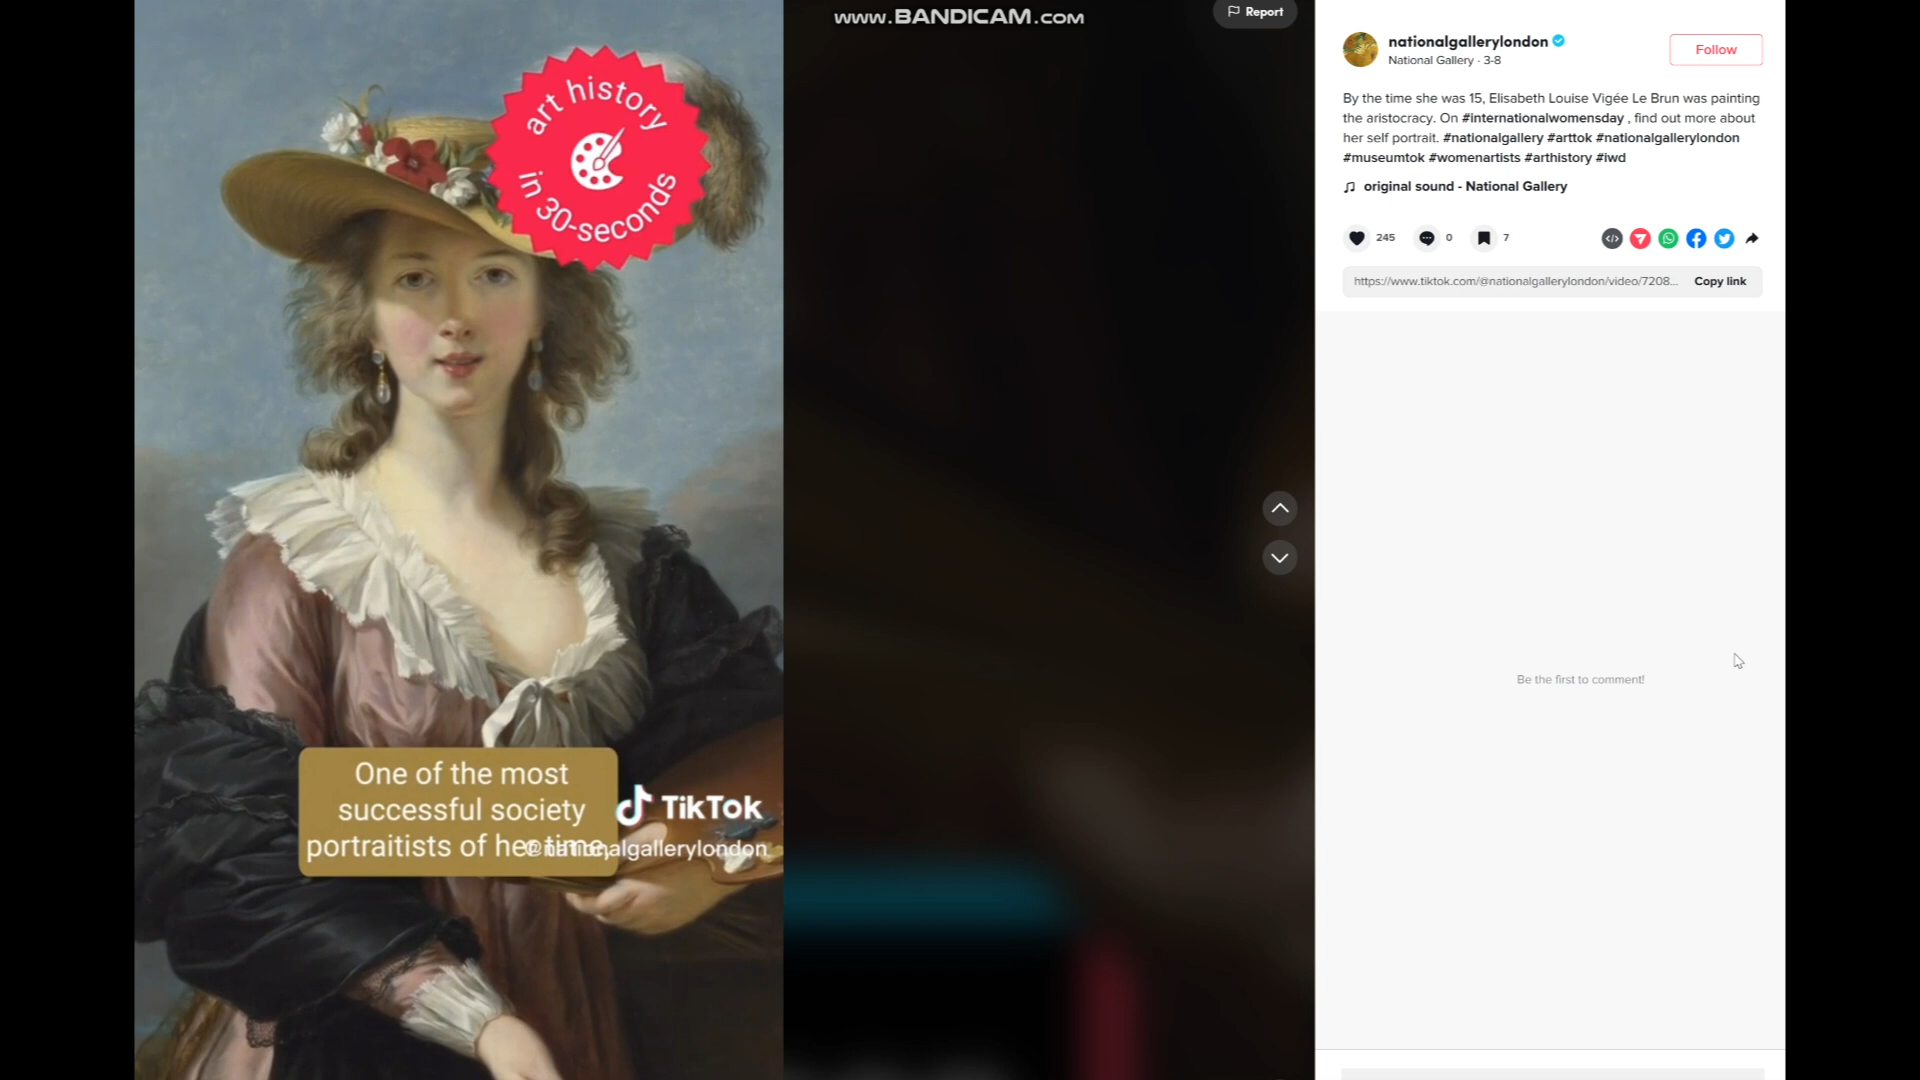 www.BANDICAM.com
Report
art history
in 30-seconds
One of the most
successful society
portraitists of her time,
TikTok
@nationalgallerylondon
nationalgallerylondon
National Gallery · 3-8
Follow
By the time she was 15, Elisabeth Louise Vigée Le Brun was painting
the aristocracy. On #internationalwomensday , find out more about
her self portrait. #nationalgallery #arttok #nationalgallerylondon
#museumtok #womenartists #arthistory #iwd
original sound - National Gallery
245
0
7
https://www.tiktok.com/@nationalgallerylondon/video/7208...
Copy link
Be the first to comment!